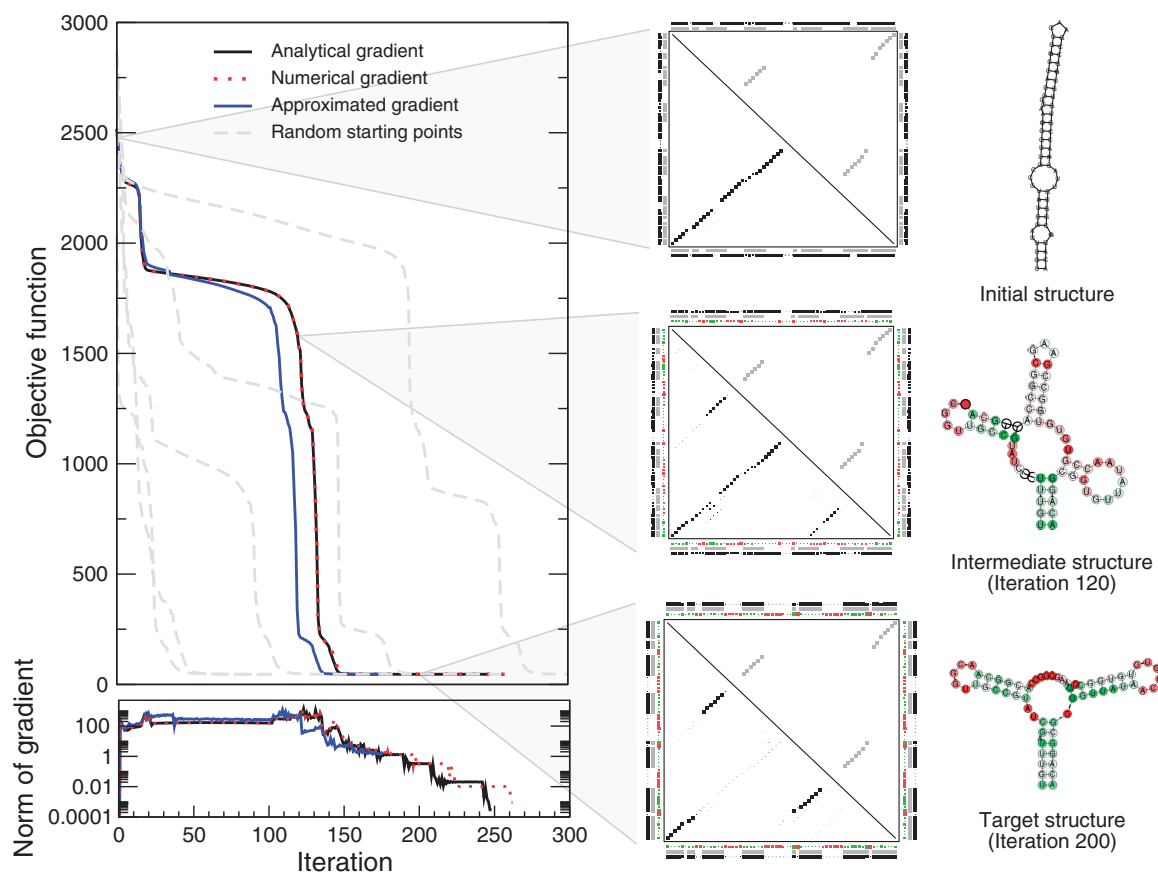 3000
2500
2000
1500
1000
500
0
Objective function
Analytical gradient
Numerical gradient
Approximated gradient
Random starting points
100
1
0.01
0.0001
Norm of gradient
0
50
100
150
200
250
300
Iteration
Initial structure
Intermediate structure
(Iteration 120)
Target structure
(Iteration 200)